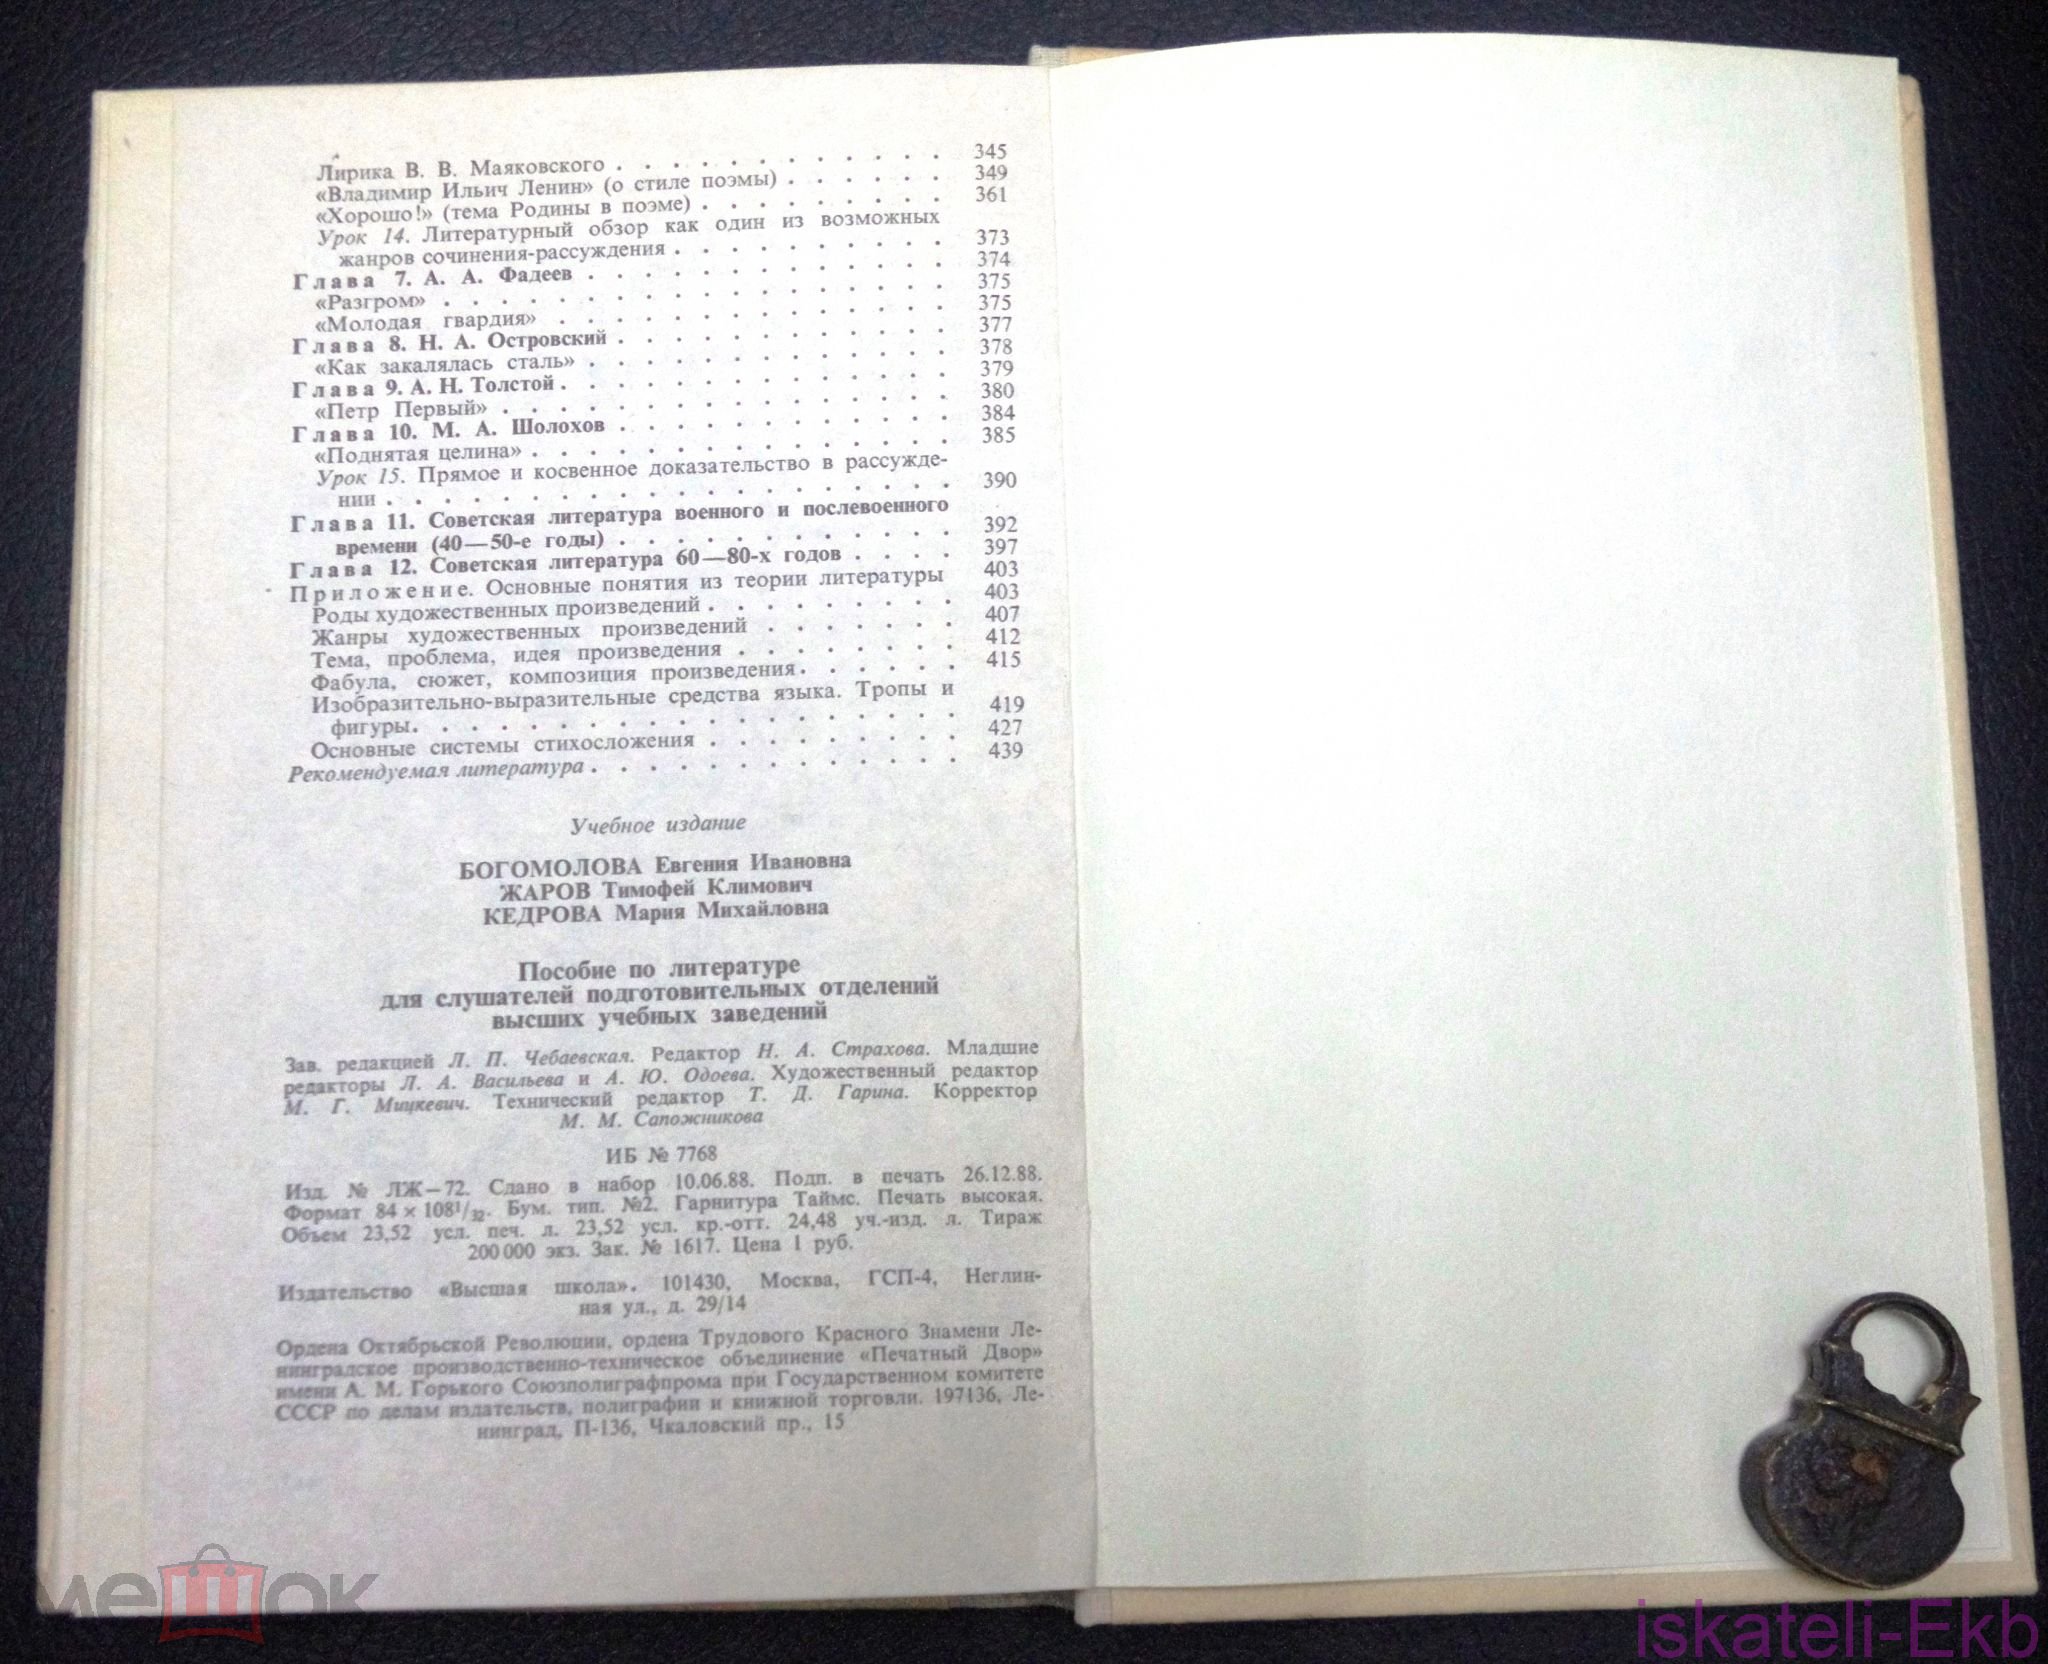 Лирика В. В. Маяковского . . . . . . . . . . . . 345
«Владимир Ильич Ленин» (о стиле поэмы) . . . . . . 349
«Хорошо!» (тема Родины в поэме) . . . . . . . . . 361
Урок 14. Литературный обзор как один из возможных
жанров сочинения-рассуждения . . . . . . . . . . 373
Глава 7. А. А. Фадеев . . . . . . . . . . . . . 374
«Разгром» . . . . . . . . . . . . . . . . . . 375
«Молодая гвардия» . . . . . . . . . . . . . . 375
Глава 8. Н. А. Островский . . . . . . . . . . . . 377
«Как закалялась сталь» . . . . . . . . . . . . . 378
Глава 9. А. Н. Толстой . . . . . . . . . . . . . . 379
«Петр Первый» . . . . . . . . . . . . . . . . 380
Глава 10. М. А. Шолохов . . . . . . . . . . . . 384
«Поднятая целина» . . . . . . . . . . . . . . . 385
Урок 15. Прямое и косвенное доказательство в рассужде-
нии . . . . . . . . . . . . . . . . . . . . 390
Глава 11. Советская литература военного и послевоенного
времени (40—50-е годы) . . . . . . . . . . . . 392
Глава 12. Советская литература 60—80-х годов . . . . 397
Приложение. Основные понятия из теории литературы 403
Роды художественных произведений . . . . . . . . . 403
Жанры художественных произведений . . . . . . . 407
Тема, проблема, идея произведения . . . . . . . . 412
Фабула, сюжет, композиция произведения . . . . . . 415
Изобразительно-выразительные средства языка. Тропы и
фигуры . . . . . . . . . . . . . . . . . . . 419
Основные системы стихосложения . . . . . . . . . 427
Рекомендуемая литература . . . . . . . . . . . . . 439
Учебное издание
БОГОМОЛОВА Евгения Ивановна
ЖАРОВ Тимофей Климович
КЕДРОВА Мария Михайловна
Пособие по литературе
для слушателей подготовительных отделений
высших учебных заведений
Зав. редакцией Л. П. Чебаевская. Редактор Н. А. Страхова. Младшие
редакторы Л. А. Васильева и А. Ю. Одоева. Художественный редактор
М. Г. Мицкевич. Технический редактор Т. Д. Гарина. Корректор
М. М. Сапожникова
ИБ № 7768
Изд. № ЛЖ—72. Сдано в набор 10.06.88. Подп. в печать 26.12.88.
Формат 84 × 108¹/₃₂. Бум. тип. №2. Гарнитура Таймс. Печать высокая.
Объем 23,52 усл. печ. л. 23,52 усл. кр.-отт. 24,48 уч.-изд. л. Тираж
200 000 экз. Зак. № 1617. Цена 1 руб.
Издательство «Высшая школа». 101430, Москва, ГСП-4, Неглин-
ная ул., д. 29/14
Ордена Октябрьской Революции, ордена Трудового Красного Знамени Ле-
нинградское производственно-техническое объединение «Печатный Двор»
имени А. М. Горького Союзполиграфпрома при Государственном комитете
СССР по делам издательств, полиграфии и книжной торговли. 197136, Ле-
нинград, П-136, Чкаловский пр., 15
мешок
iskateli-Ekb